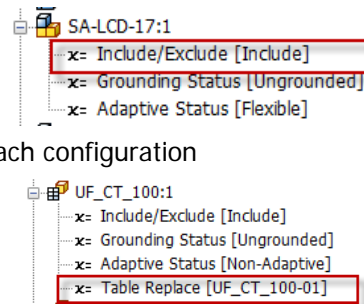 SA-LCD-17:1
x= Include/Exclude [Include]
x= Grounding Status [Ungrounded]
x= Adaptive Status [Flexible]
ach configuration
UF_CT_100:1
x= Include/Exclude [Include]
x= Grounding Status [Ungrounded]
x= Adaptive Status [Non-Adaptive]
x= Table Replace [UF_CT_100-01]